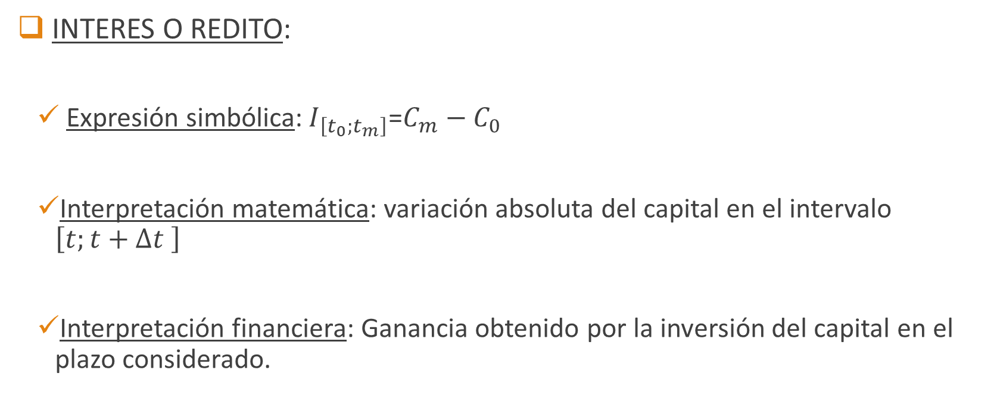 INTERES O REDITO:
Expresión simbólica: $I_{[t_0;t_m]}$=$C_m - C_0$
Interpretación matemática: variación absoluta del capital en el intervalo
$[t; t + \Delta t\ ]$
Interpretación financiera: Ganancia obtenido por la inversión del capital en el
plazo considerado.